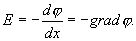 E = − dφ/dx = −grad φ.